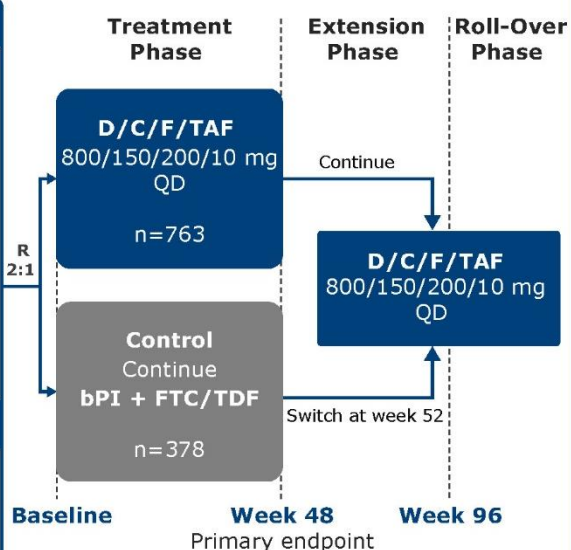 Treatment
Phase
Extension
Phase
Roll-Over
Phase
D/C/F/TAF
800/150/200/10 mg
QD
n=763
Continue
R
2:1
D/C/F/TAF
800/150/200/10 mg
QD
Control
Continue
bPI + FTC/TDF
n=378
Switch at week 52
Baseline
Week 48
Week 96
Primary endpoint